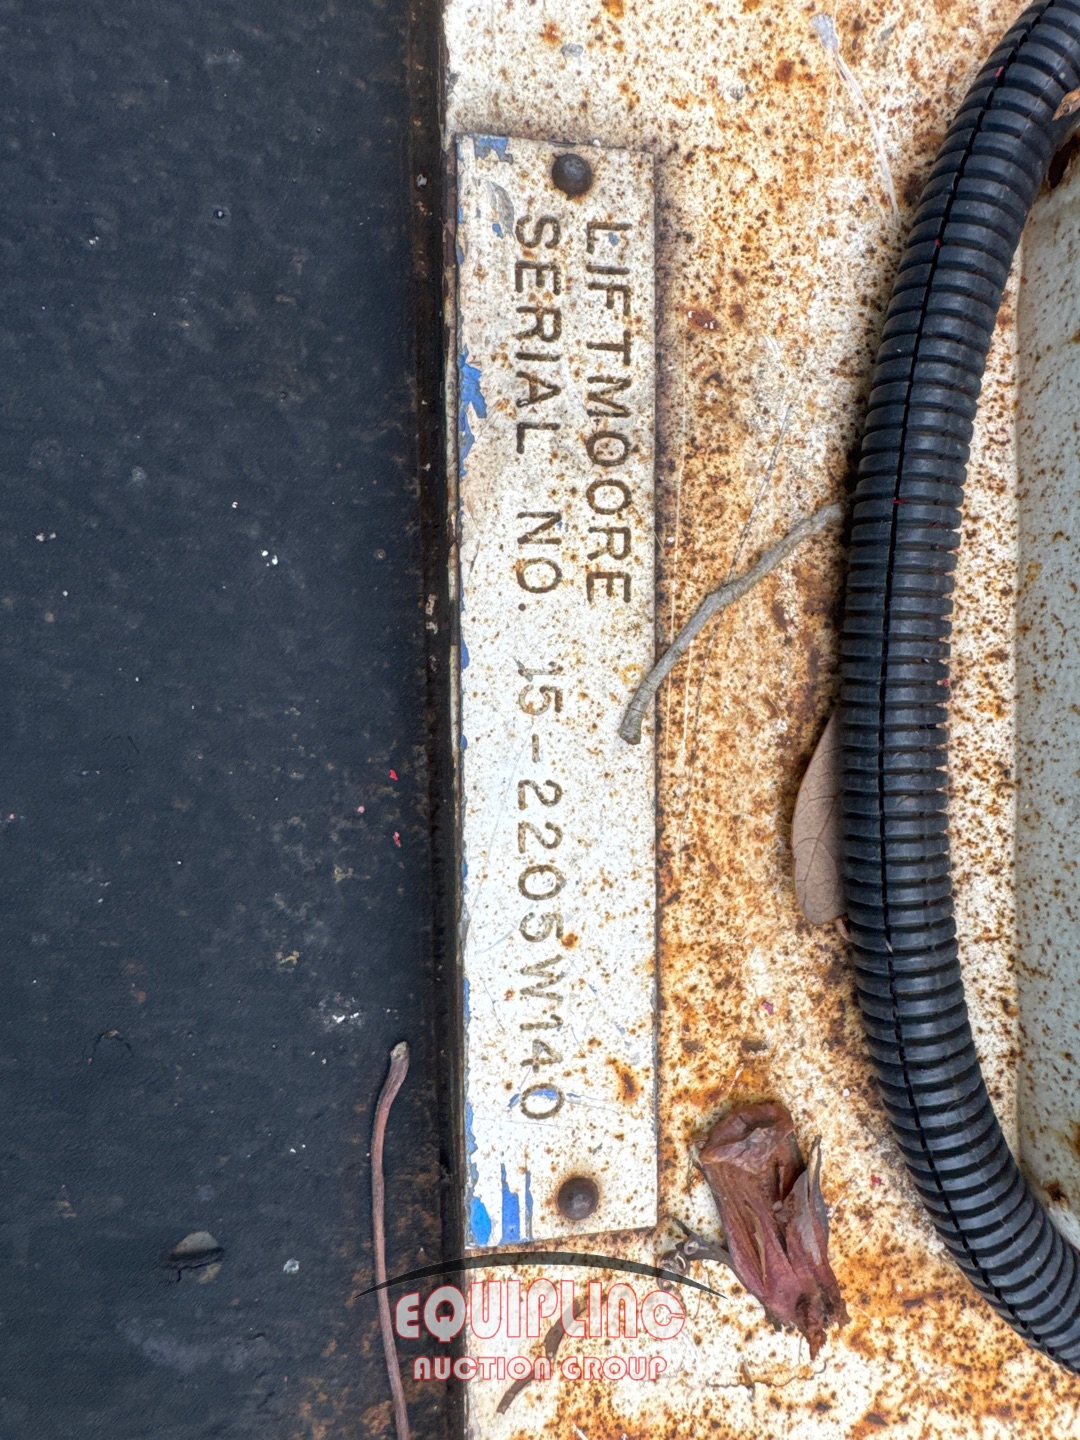 LIFTMOORE
SERIAL NO. 15-2205W140
EQUIPLINC
AUCTION GROUP